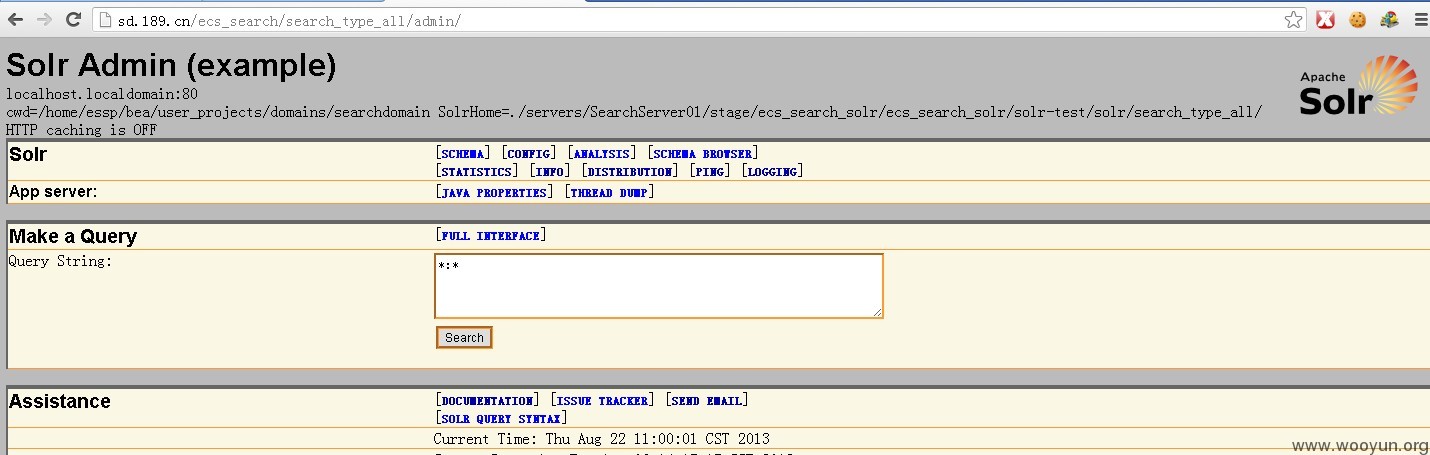 sd.189.cn/ecs_search/search_type_all/admin/
Solr Admin (example)
Apache
Solr
localhost.localdomain:80
cwd=/home/essp/bea/user_projects/domains/searchdomain SolrHome=./servers/SearchServer01/stage/ecs_search_solr/ecs_search_solr/solr-test/solr/search_type_all/
HTTP caching is OFF
Solr [SCHEMA] [CONFIG] [ANALYSIS] [SCHEMA BROWSER]
[STATISTICS] [INFO] [DISTRIBUTION] [PING] [LOGGING]
App server: [JAVA PROPERTIES] [THREAD DUMP]
Make a Query [FULL INTERFACE]
Query String: *:*
Search
Assistance [DOCUMENTATION] [ISSUE TRACKER] [SEND EMAIL]
[SOLR QUERY SYNTAX]
Current Time: Thu Aug 22 11:00:01 CST 2013
www.wooyun.org